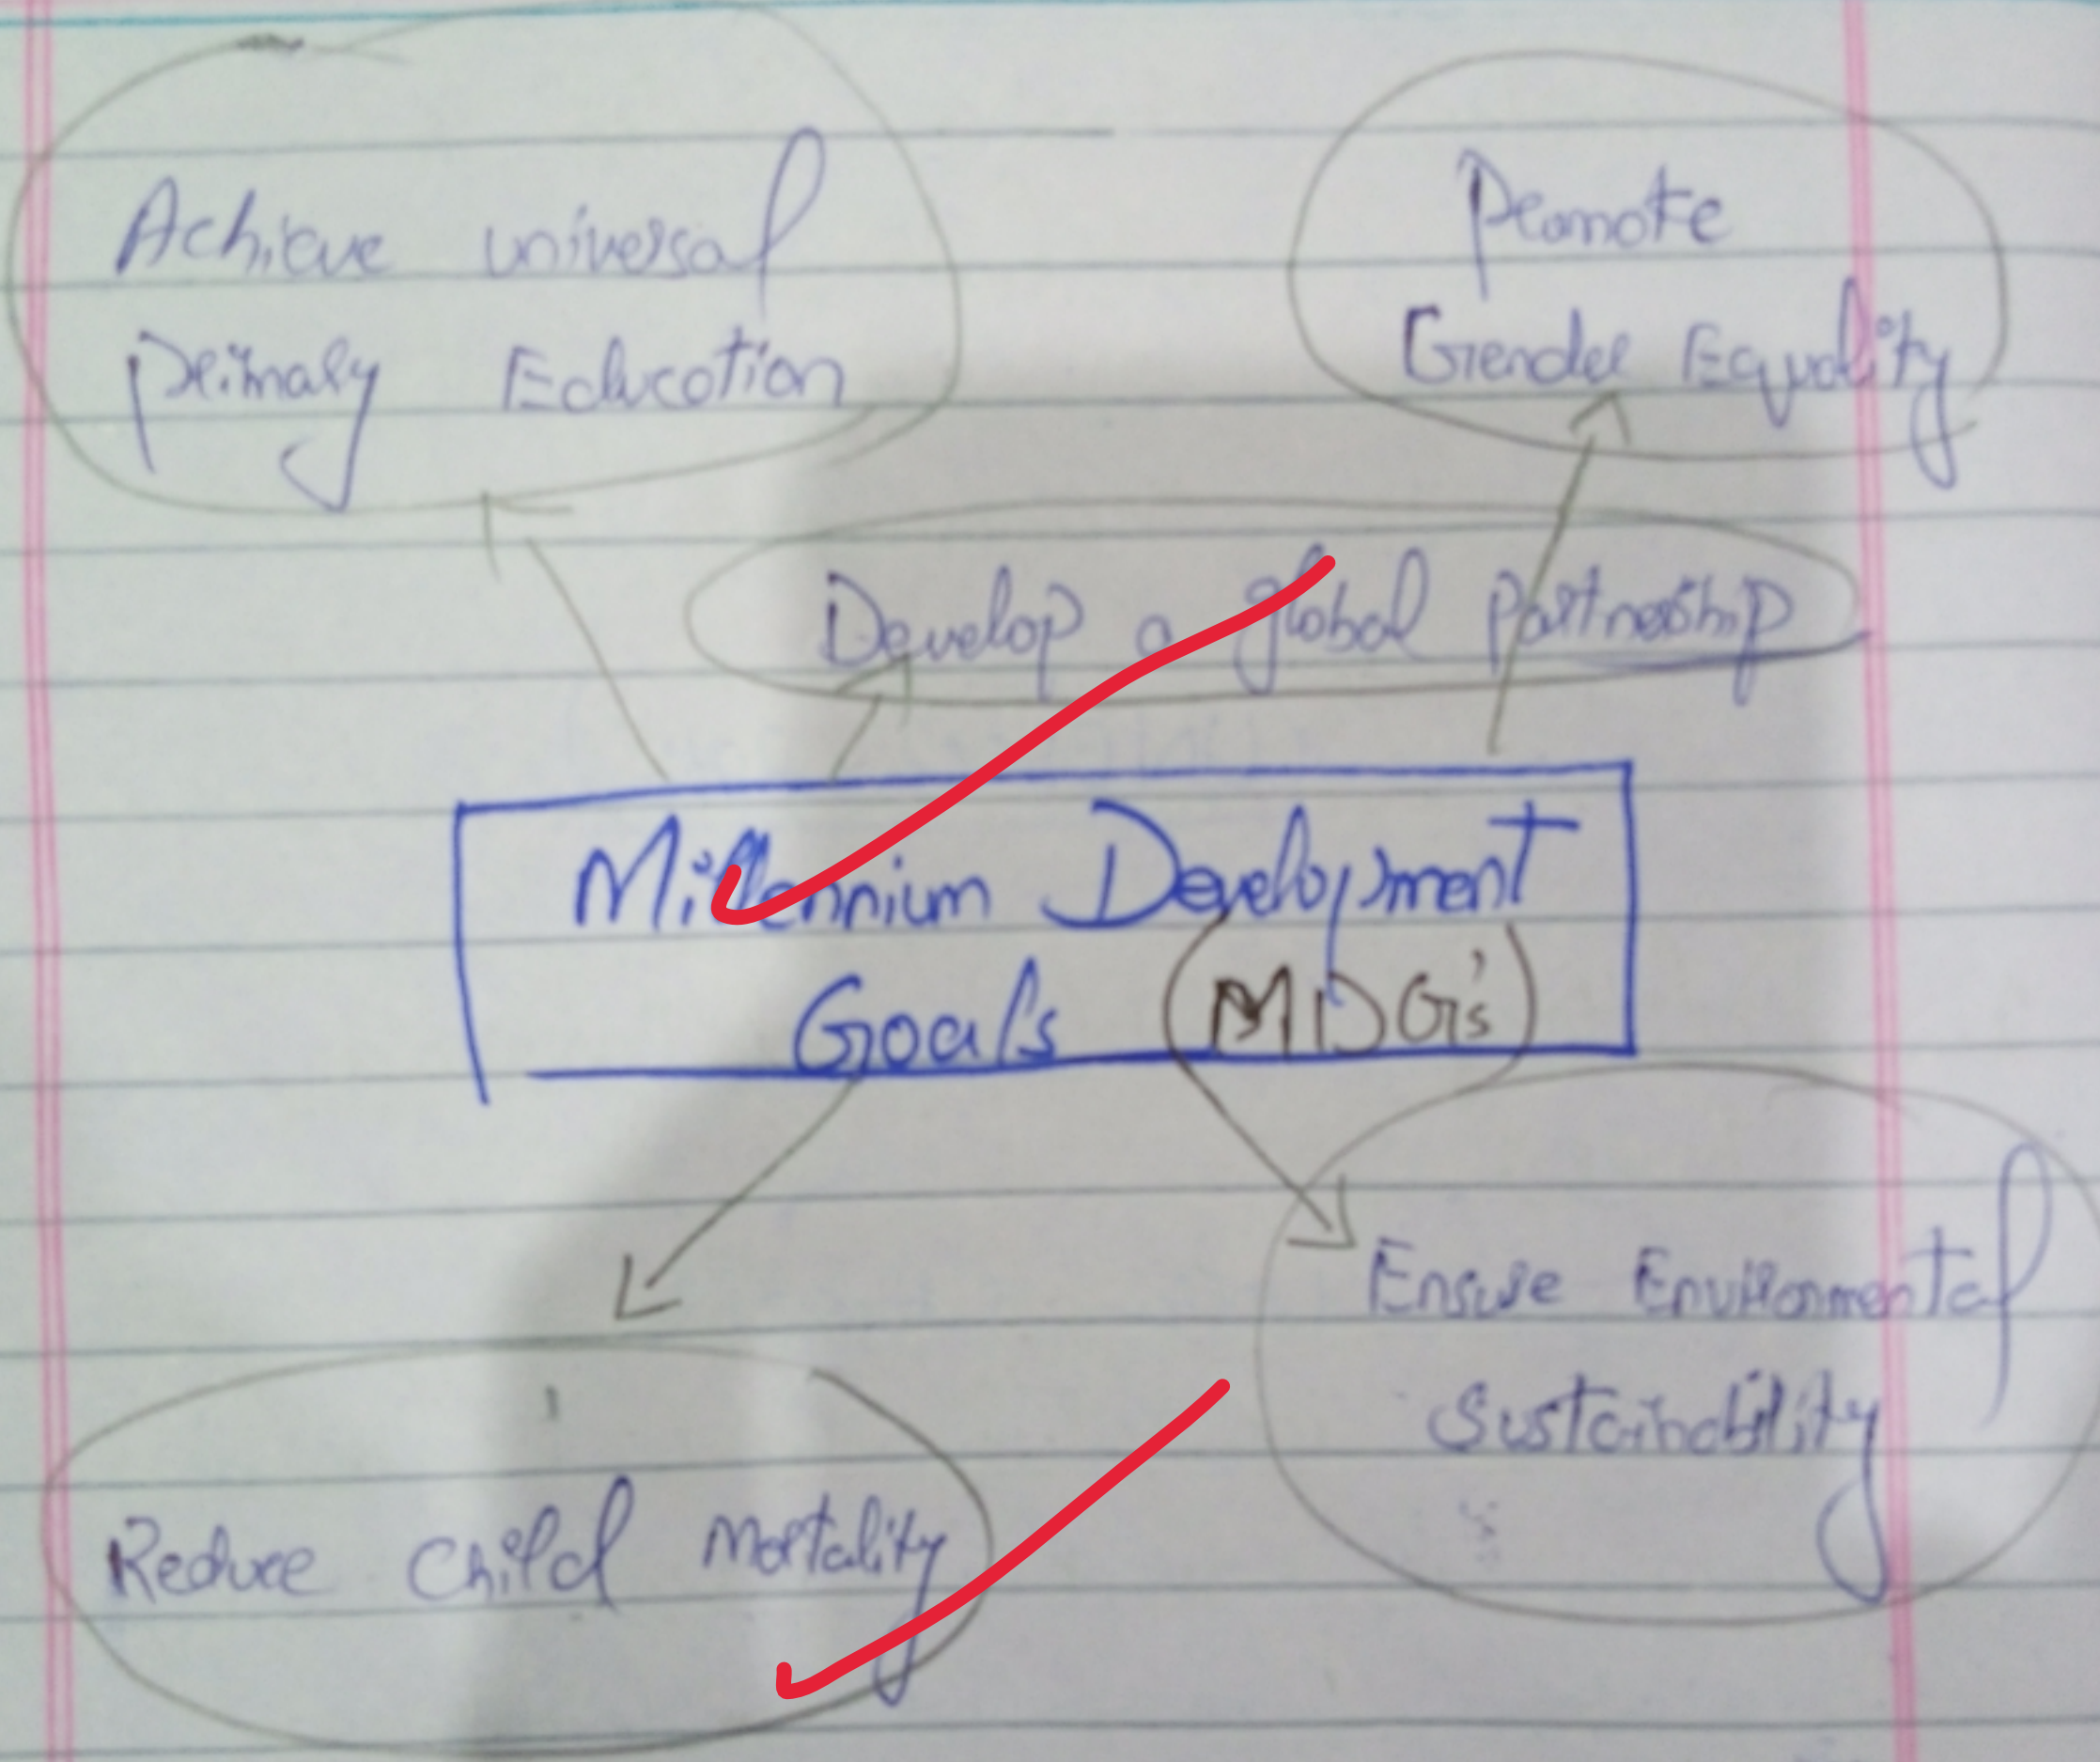 Achieve universal
primary Education
Promote
Gender Equality
Develop a global Partnership
Millennium Development
Goals (MDG's)
Ensure Environmental
Sustainability
Reduce Child Mortality